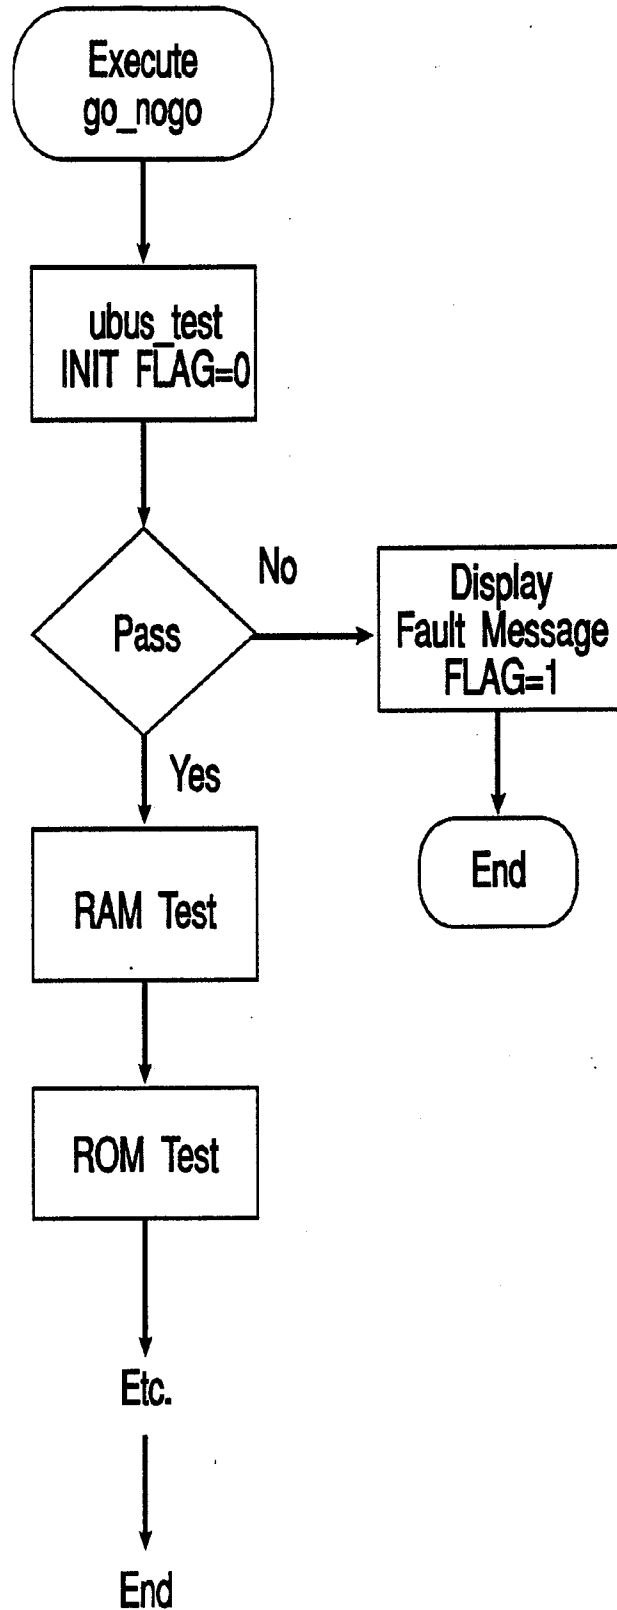 Execute
go_nogo
ubus_test
INIT FLAG=0
Pass
No
Display
Fault Message
FLAG=1
Yes
End
RAM Test
ROM Test
Etc.
End